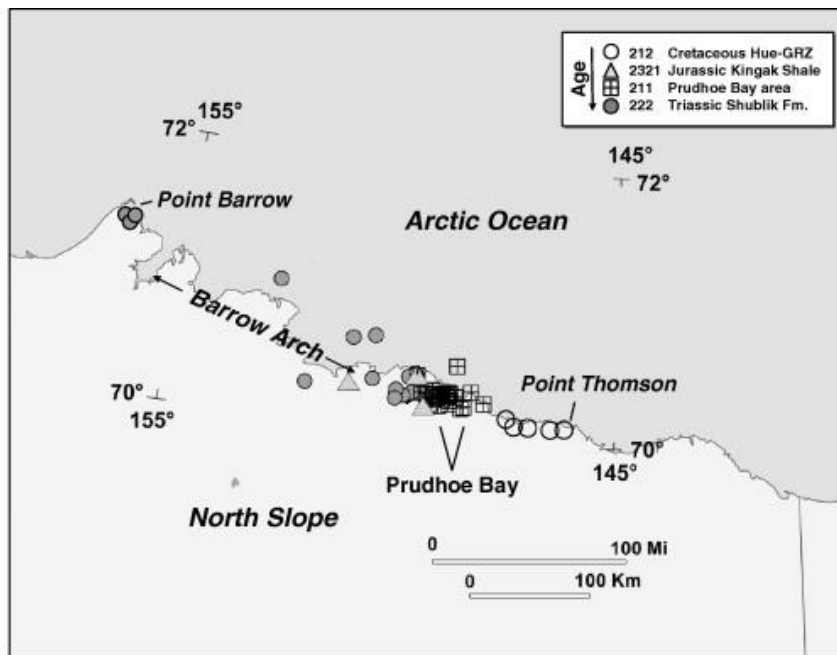 Age
212 Cretaceous Hue-GRZ
2321 Jurassic Kingak Shale
211 Prudhoe Bay area
222 Triassic Shublik Fm.
155°
72°
145°
72°
Point Barrow
Arctic Ocean
Barrow Arch
70°
155°
Point Thomson
70°
145°
Prudhoe Bay
North Slope
0 100 Mi
0 100 Km